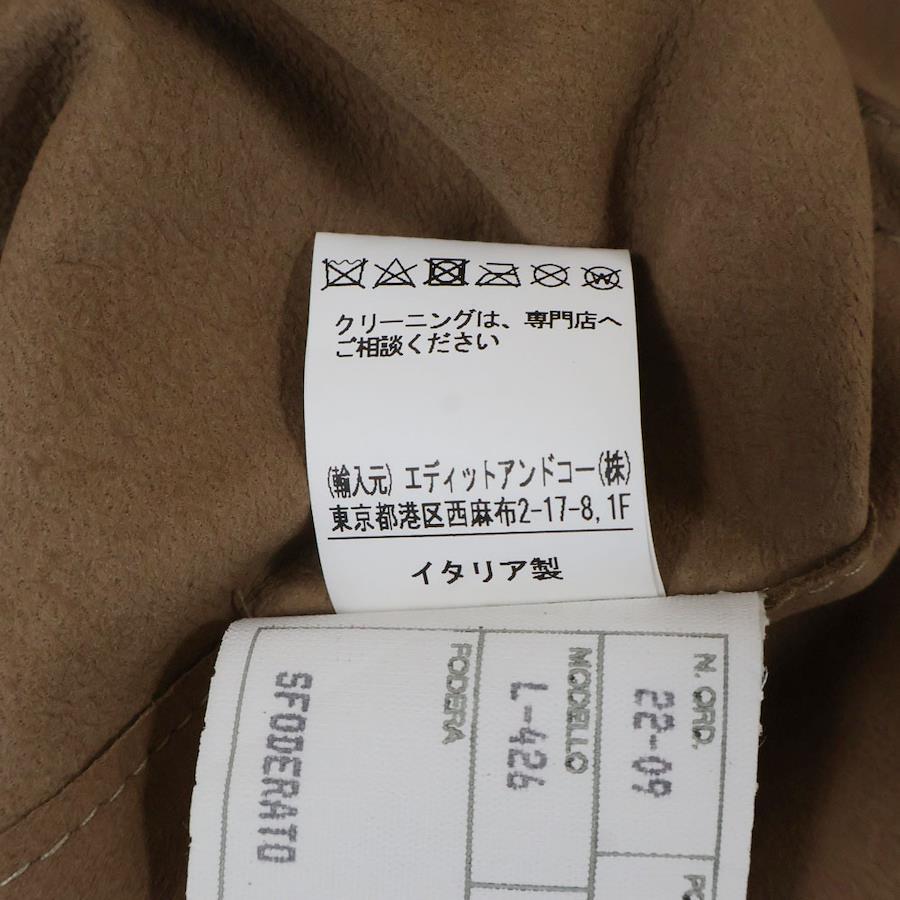 クリーニングは、専門店へ
ご相談ください
(輸入元) エディットアンドコー(株)
東京都港区西麻布2-17-8, 1F
イタリア製
N. ORD.
22-09
MODELLO
L-426
FODERA
SFODERATO